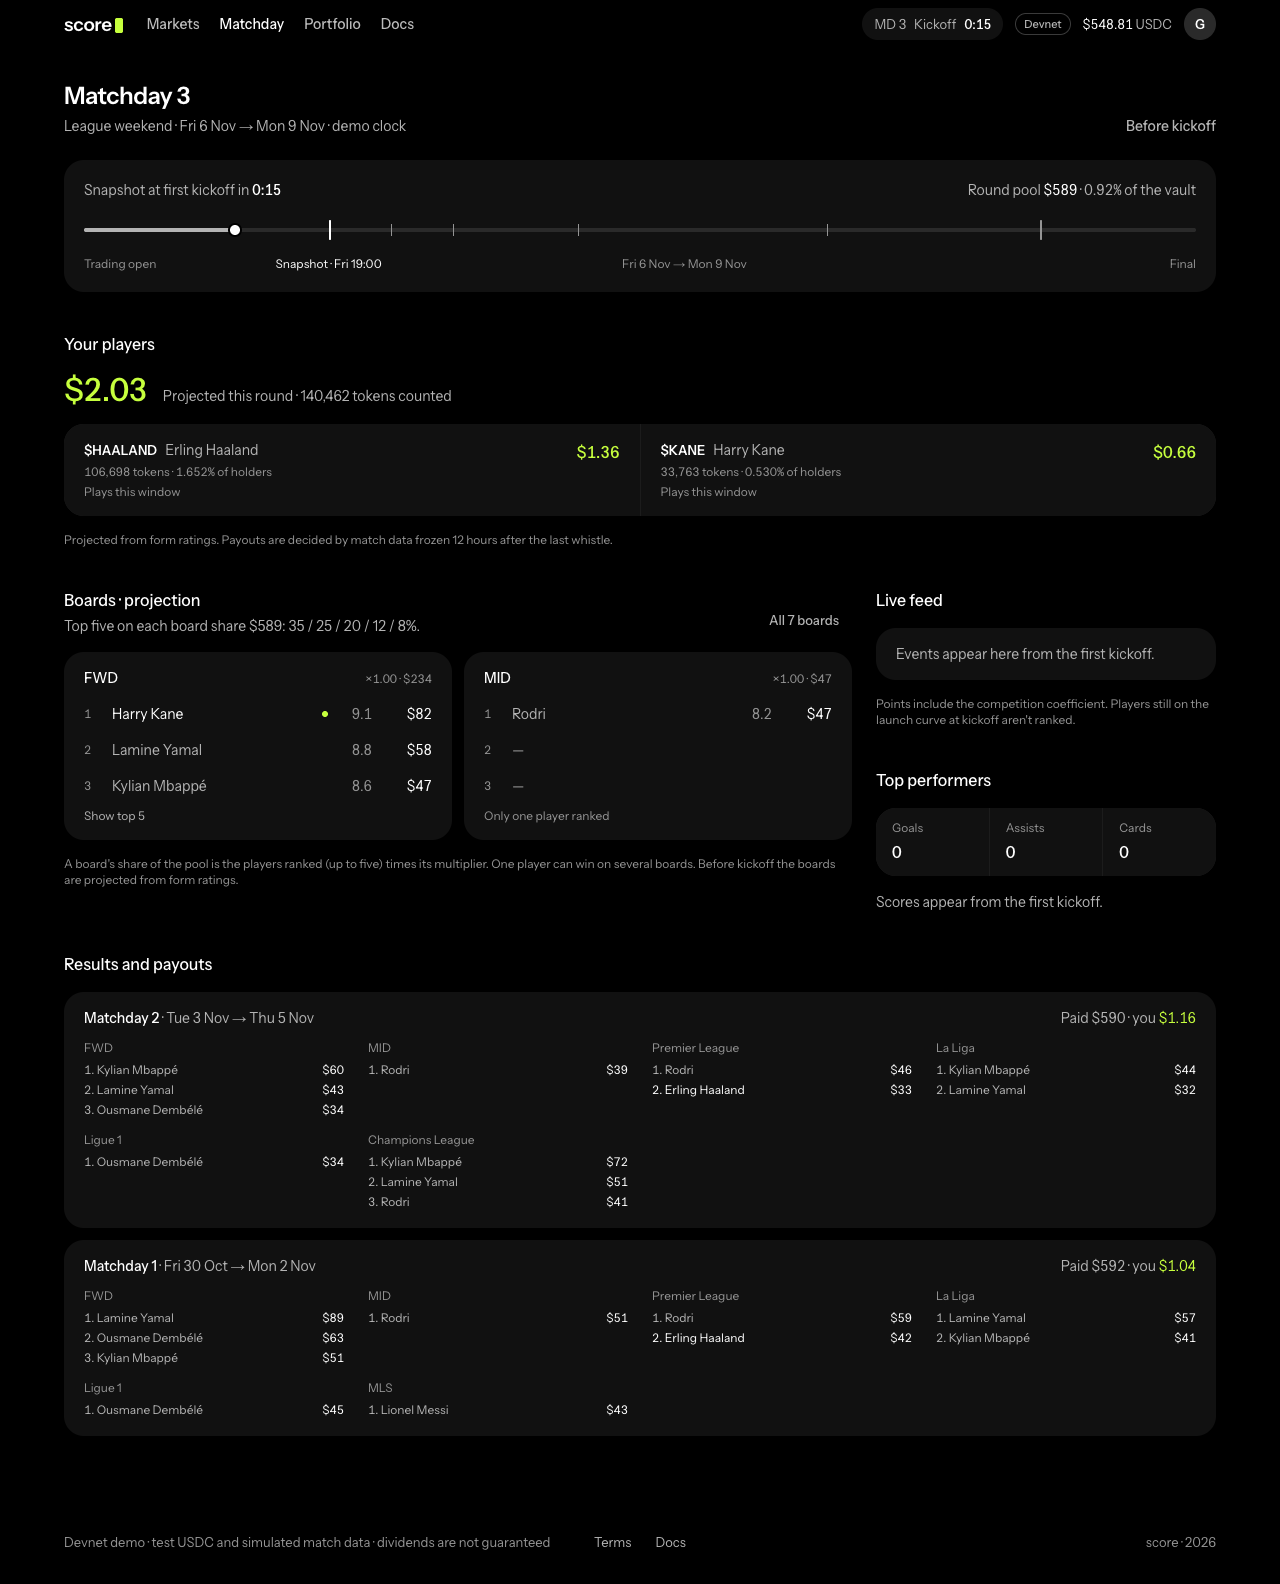 score Markets Matchday Portfolio Docs MD 3 Kickoff 0:15 Devnet $548.81 USDC G
Matchday 3
League weekend · Fri 6 Nov → Mon 9 Nov · demo clock Before kickoff
Snapshot at first kickoff in 0:15 Round pool $589 · 0.92% of the vault
Trading open Snapshot · Fri 19:00 Fri 6 Nov → Mon 9 Nov Final
Your players
$2.03 Projected this round · 140,462 tokens counted
$HAALAND Erling Haaland $1.36
106,698 tokens · 1.652% of holders
Plays this window
$KANE Harry Kane $0.66
33,763 tokens · 0.530% of holders
Plays this window
Projected from form ratings. Payouts are decided by match data frozen 12 hours after the last whistle.
Boards · projection
Top five on each board share $589: 35 / 25 / 20 / 12 / 8%. All 7 boards
FWD ×1.00 · $234
1 Harry Kane 9.1 $82
2 Lamine Yamal 8.8 $58
3 Kylian Mbappé 8.6 $47
Show top 5
MID ×1.00 · $47
1 Rodri 8.2 $47
2 —
3 —
Only one player ranked
A board's share of the pool is the players ranked (up to five) times its multiplier. One player can win on several boards. Before kickoff the boards
are projected from form ratings.
Live feed
Events appear here from the first kickoff.
Points include the competition coefficient. Players still on the
launch curve at kickoff aren't ranked.
Top performers
Goals Assists Cards
0 0 0
Scores appear from the first kickoff.
Results and payouts
Matchday 2 · Tue 3 Nov → Thu 5 Nov Paid $590 · you $1.16
FWD
1. Kylian Mbappé $60
2. Lamine Yamal $43
3. Ousmane Dembélé $34
MID
1. Rodri $39
Premier League
1. Rodri $46
2. Erling Haaland $33
La Liga
1. Kylian Mbappé $44
2. Lamine Yamal $32
Ligue 1
1. Ousmane Dembélé $34
Champions League
1. Kylian Mbappé $72
2. Lamine Yamal $51
3. Rodri $41
Matchday 1 · Fri 30 Oct → Mon 2 Nov Paid $592 · you $1.04
FWD
1. Lamine Yamal $89
2. Ousmane Dembélé $63
3. Kylian Mbappé $51
MID
1. Rodri $51
Premier League
1. Rodri $59
2. Erling Haaland $42
La Liga
1. Lamine Yamal $57
2. Kylian Mbappé $41
Ligue 1
1. Ousmane Dembélé $45
MLS
1. Lionel Messi $43
Devnet demo · test USDC and simulated match data · dividends are not guaranteed Terms Docs score · 2026